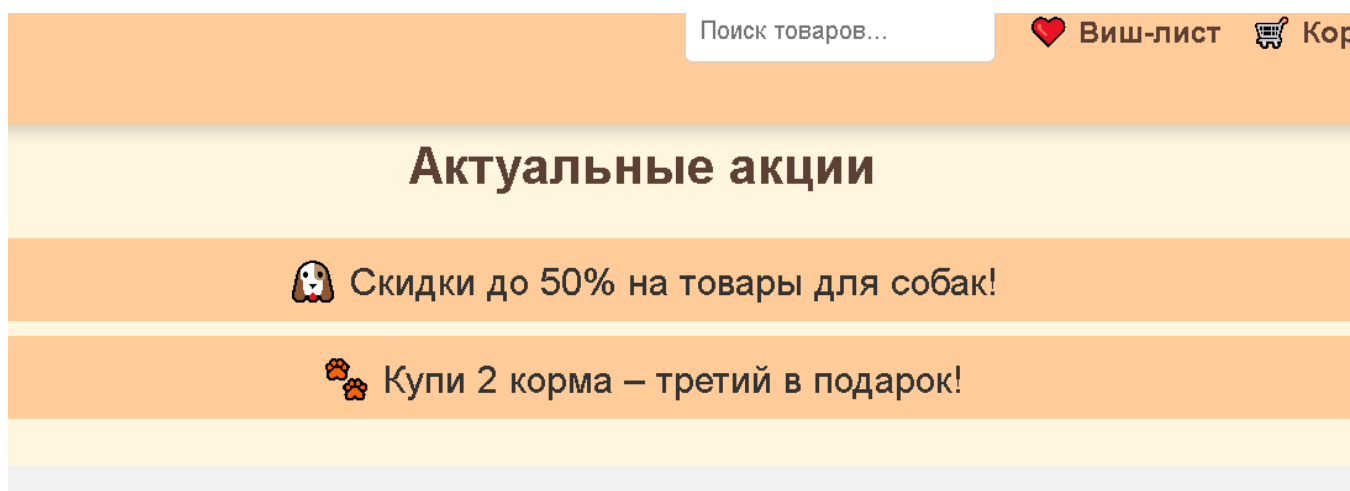 Поиск товаров... Виш-лист
Актуальные акции
Скидки до 50% на товары для собак!
Купи 2 корма – третий в подарок!